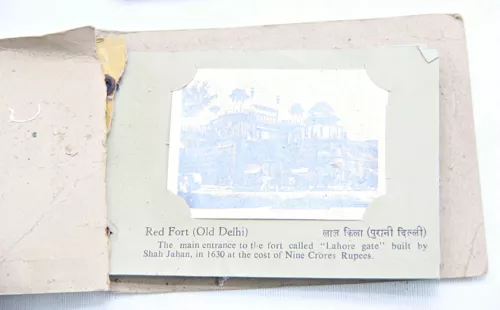 Red Fort (Old Delhi) लाल क़िला (पुरानी दिल्ली)
The main entrance to the fort called "Lahore gate" built by
Shah Jahan, in 1630 at the cost of Nine Crores Rupees.